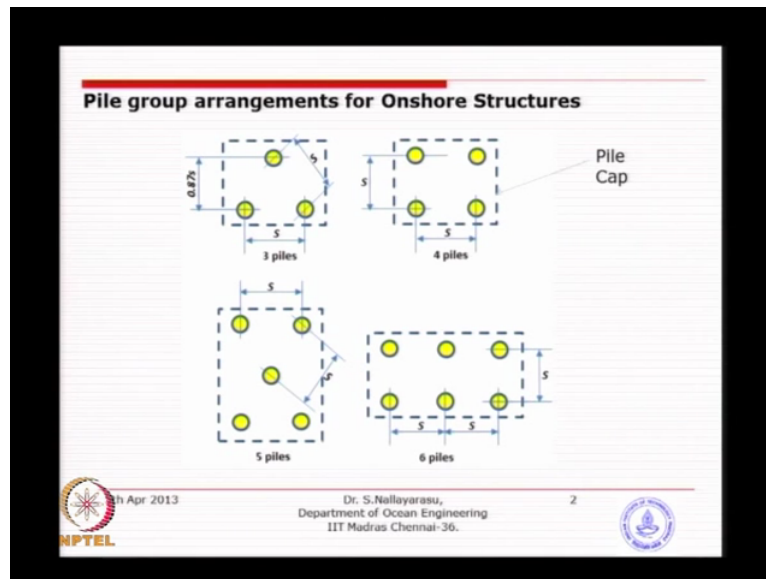 Pile group arrangements for Onshore Structures
Pile
Cap
S
0.87s
S
3 piles
S
S
4 piles
S
S
5 piles
S
S
S
6 piles
th Apr 2013
Dr. S.Nallayarasu,
Department of Ocean Engineering
IIT Madras Chennai-36.
2
NPTEL